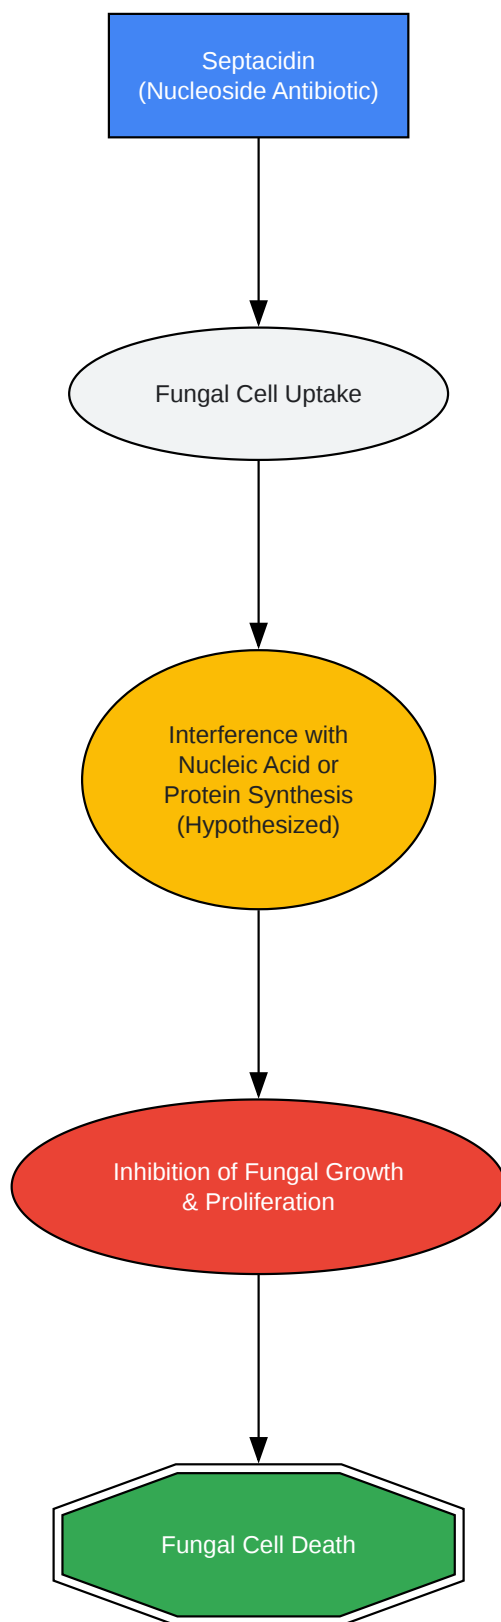 Septacidin
(Nucleoside Antibiotic)
Fungal Cell Uptake
Interference with
Nucleic Acid or
Protein Synthesis
(Hypothesized)
Inhibition of Fungal Growth
& Proliferation
Fungal Cell Death